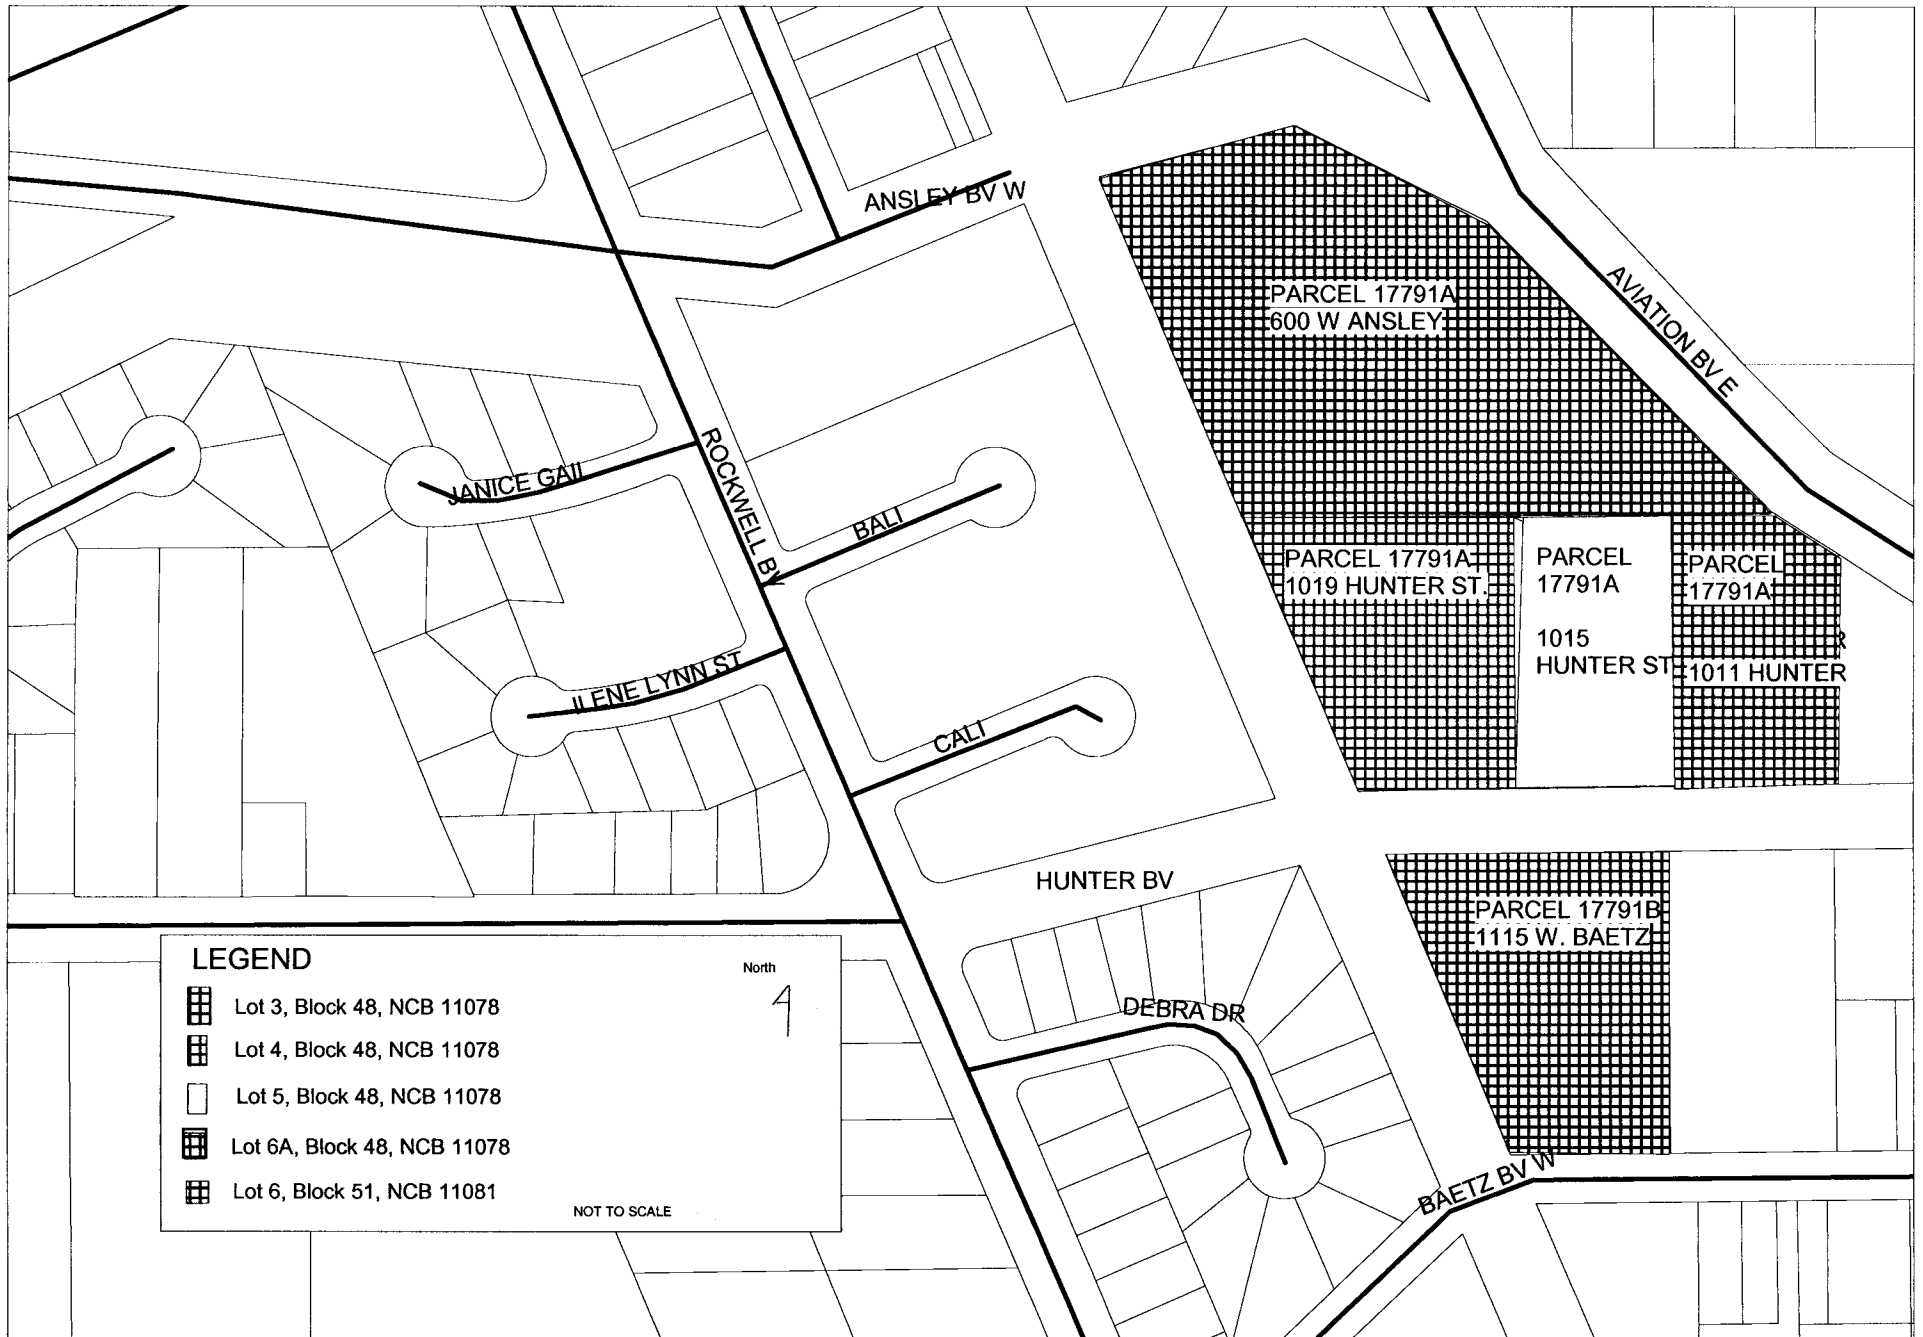 ANSLEY BV W
PARCEL 17791A
600 W ANSLEY
AVIATION BV E
ROCKWELL BV
JANICE GAIL
BALI
PARCEL 17791A
1019 HUNTER ST.
PARCEL
17791A
1015
HUNTER ST
PARCEL
17791A
1011 HUNTER
ILENE LYNN ST
CALI
HUNTER BV
PARCEL 17791B
1115 W. BAETZ
DEBRA DR
BAETZ BV W
LEGEND
North
Lot 3, Block 48, NCB 11078
Lot 4, Block 48, NCB 11078
Lot 5, Block 48, NCB 11078
Lot 6A, Block 48, NCB 11078
Lot 6, Block 51, NCB 11081
NOT TO SCALE